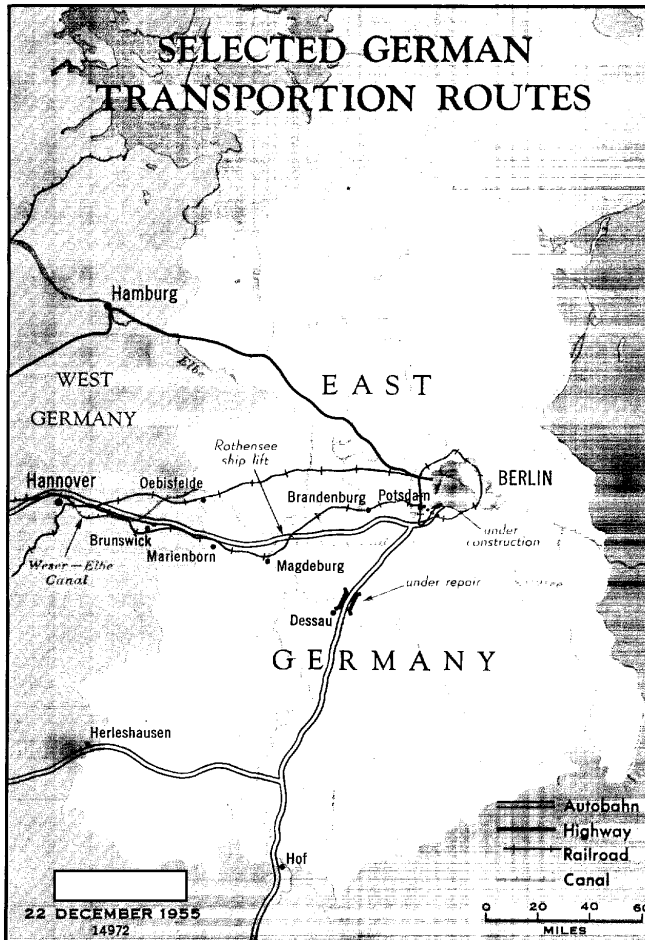 SELECTED GERMAN
TRANSPORTION ROUTES
Hamburg
Elbe
WEST
GERMANY
EAST
Rothensee
ship lift
Hannover
Oebisfelde
Brandenburg
Potsdam
BERLIN
under
construction
Brunswick
Marienborn
Weser-Elbe
Canal
Magdeburg
under repair
Dessau
GERMANY
Herleshausen
Hof
Autobahn
Highway
Railroad
Canal
22 DECEMBER 1955
14972
0 20 40 60
MILES